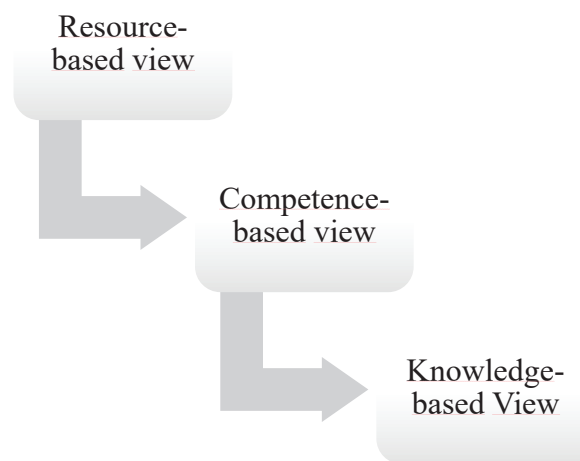 Resource-
based view
Competence-
based view
Knowledge-
based View